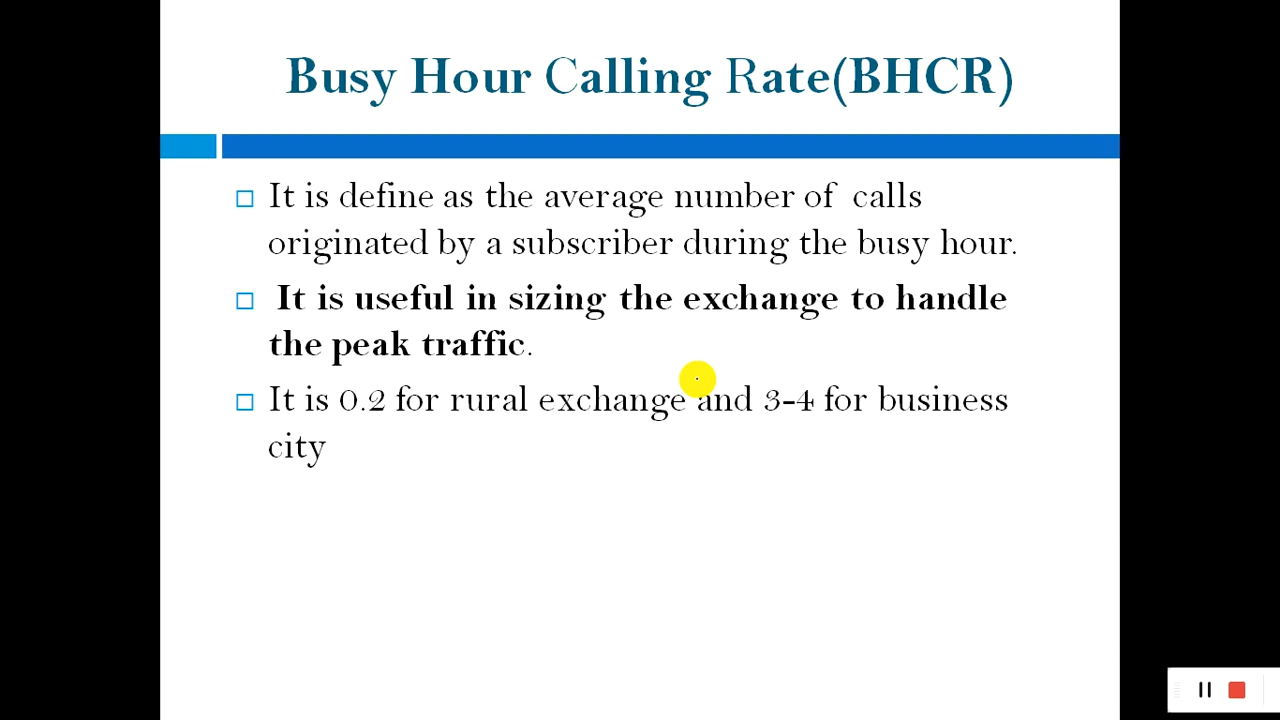 Busy Hour Calling Rate(BHCR)
It is define as the average number of calls
originated by a subscriber during the busy hour.
It is useful in sizing the exchange to handle
the peak traffic.
It is 0.2 for rural exchange and 3-4 for business
city